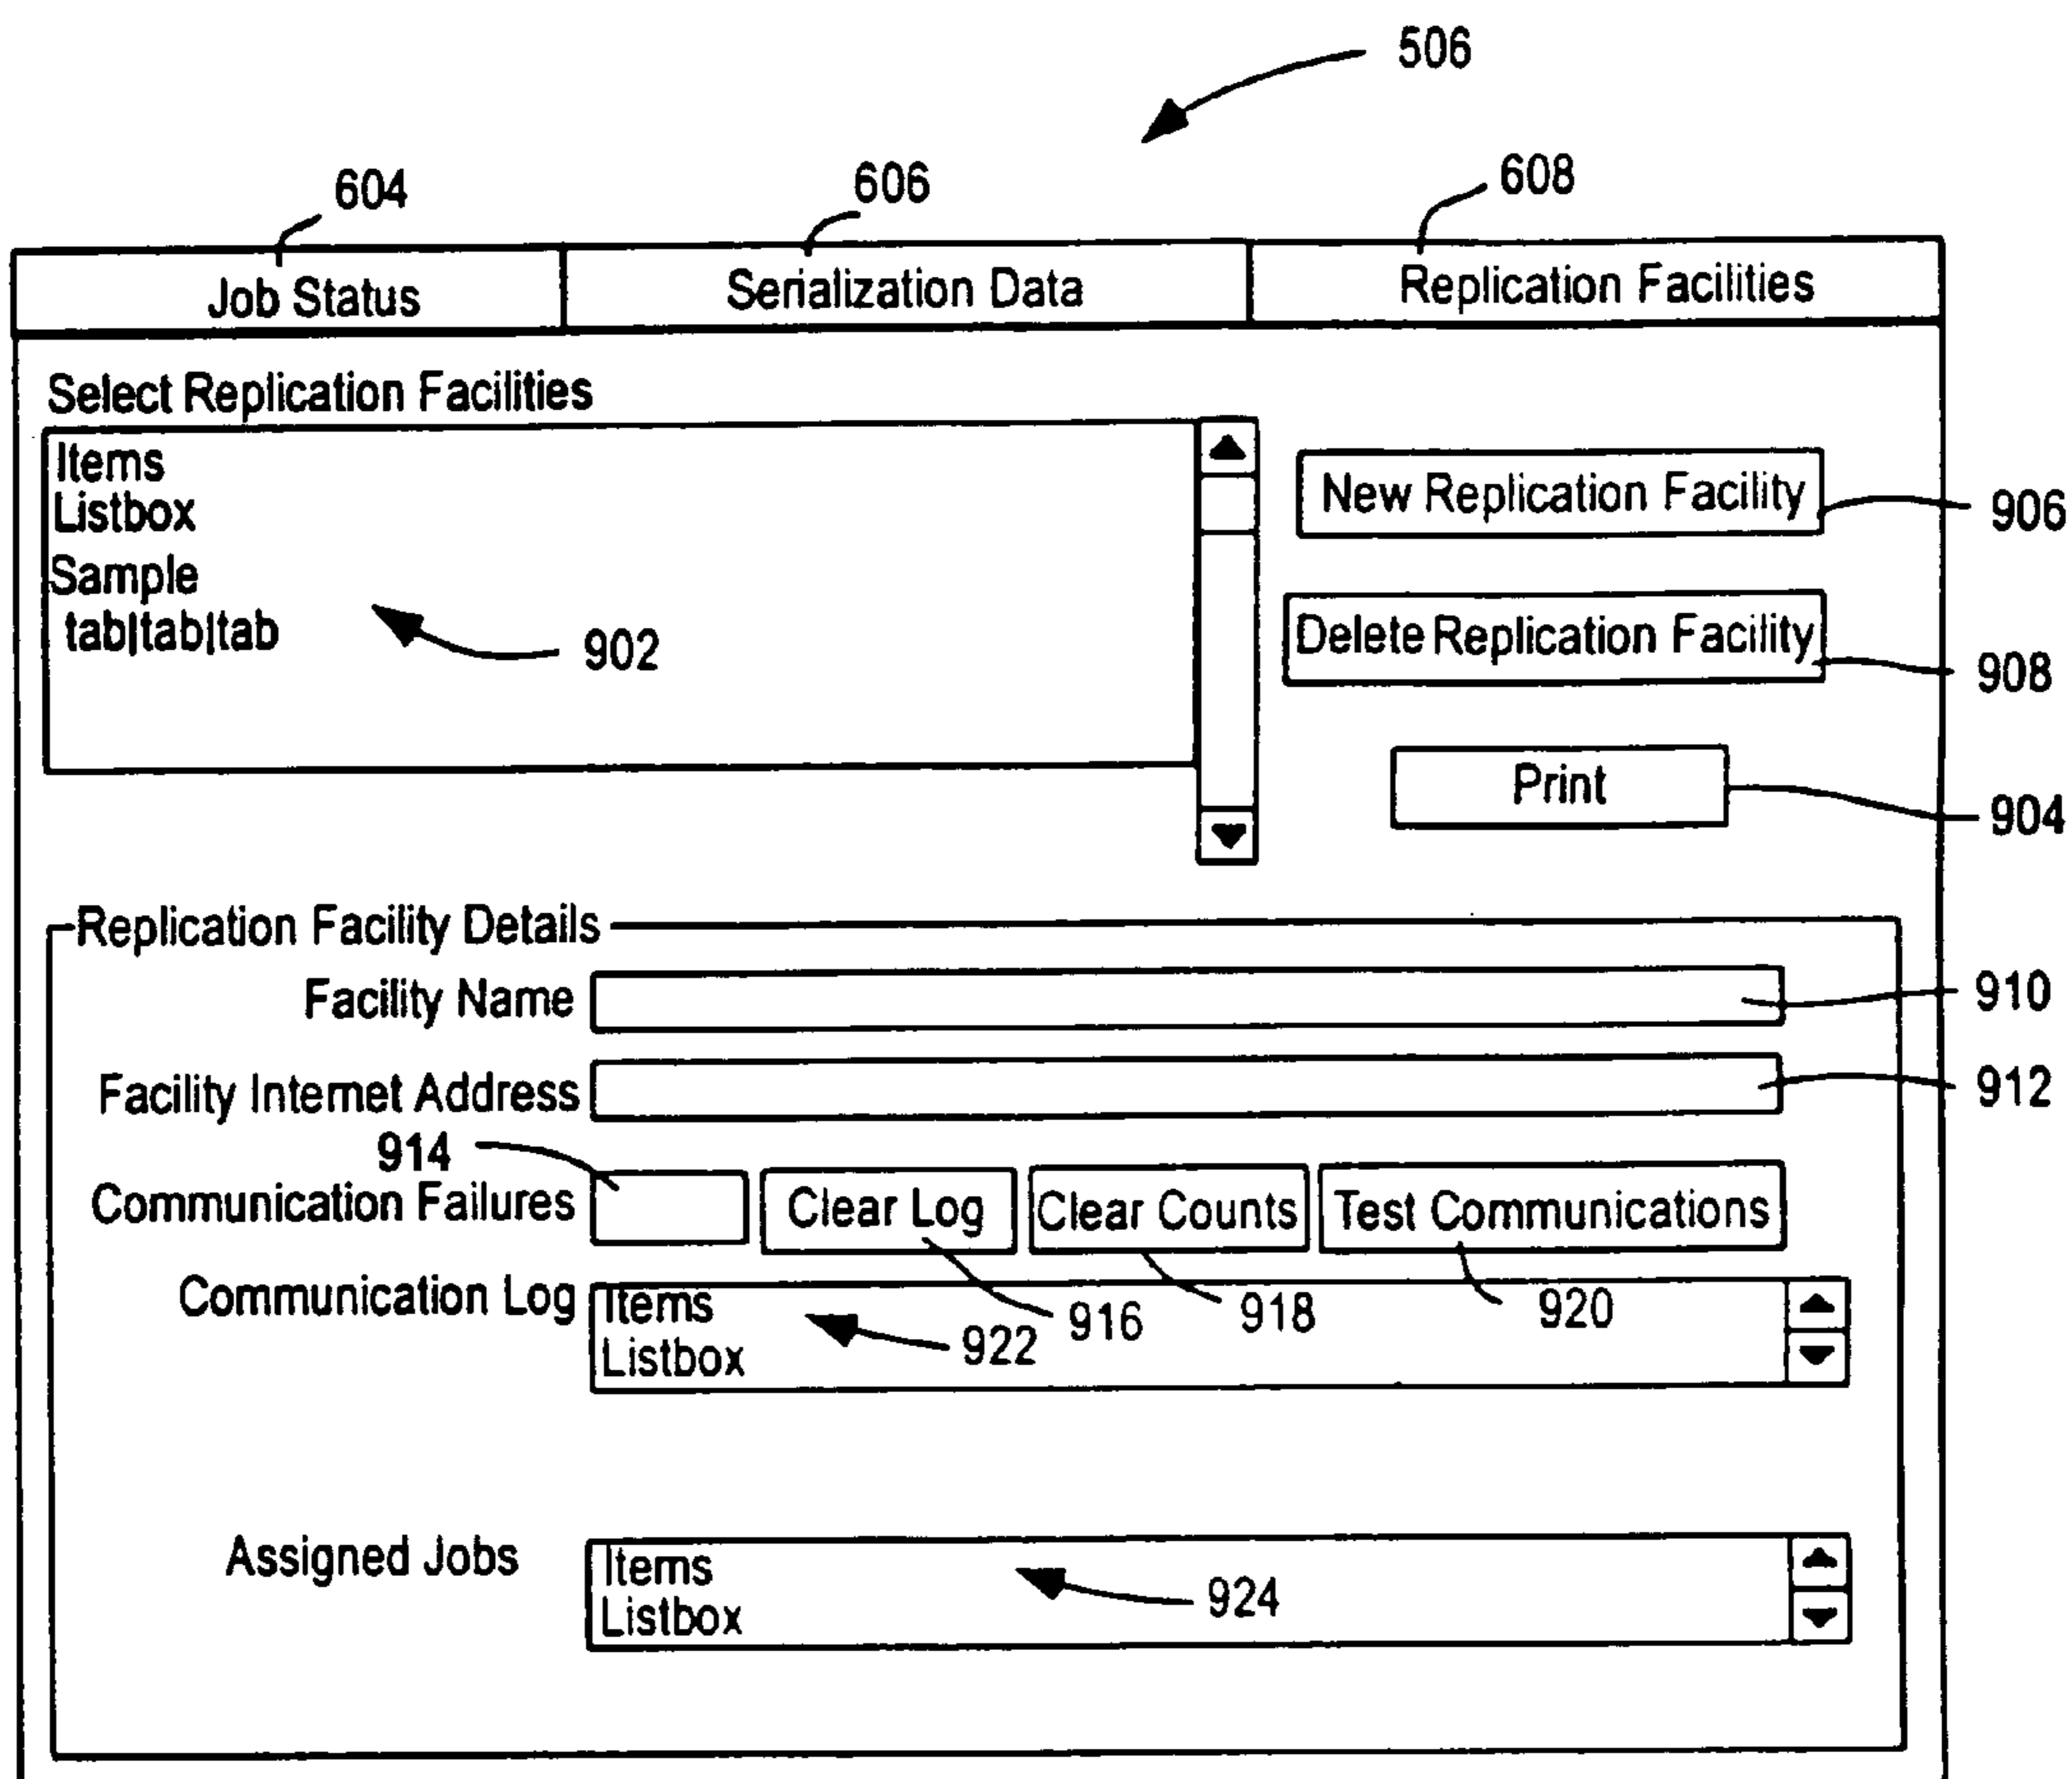 506
604
606
608
Job Status
Serialization Data
Replication Facilities
Select Replication Facilities
Items
Listbox
Sample
tab|tab|tab
902
New Replication Facility
906
Delete Replication Facility
908
Print
904
Replication Facility Details
Facility Name
910
Facility Internet Address
912
914
Communication Failures
Clear Log
Clear Counts
Test Communications
916
918
920
Communication Log
Items
Listbox
922
Assigned Jobs
Items
Listbox
924